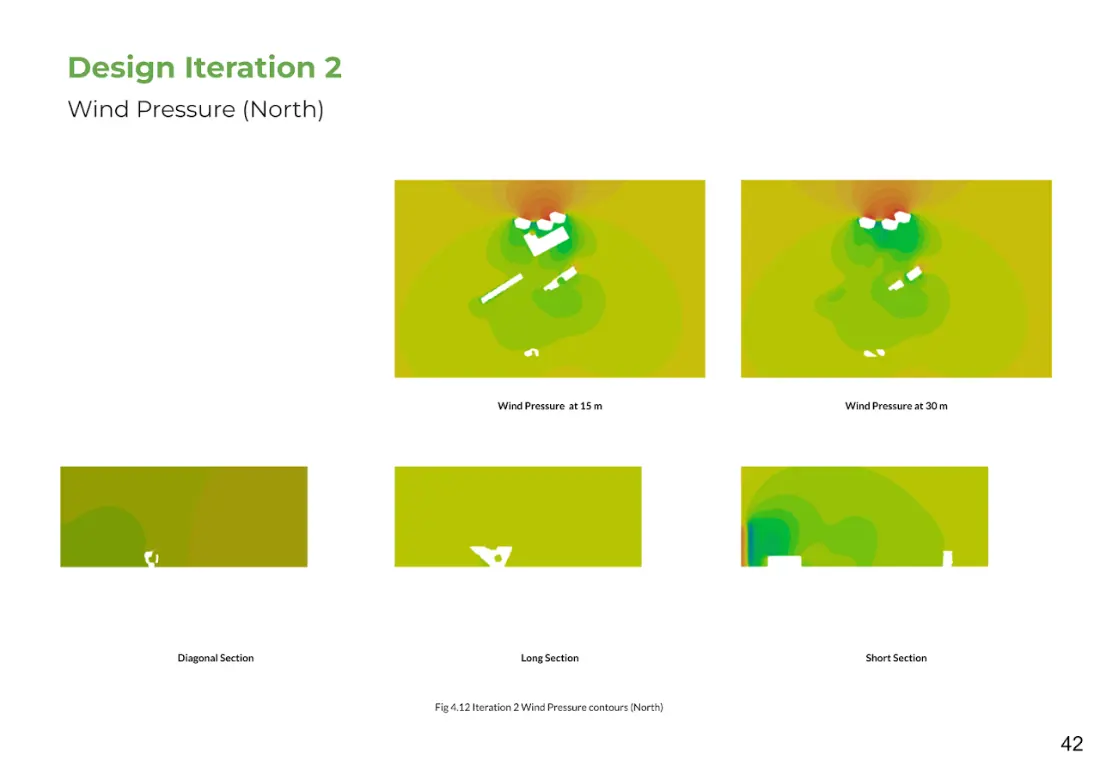 Design Iteration 2
Wind Pressure (North)
Wind Pressure at 15 m
Wind Pressure at 30 m
Diagonal Section
Long Section
Short Section
Fig 4.12 Iteration 2 Wind Pressure contours (North)
42